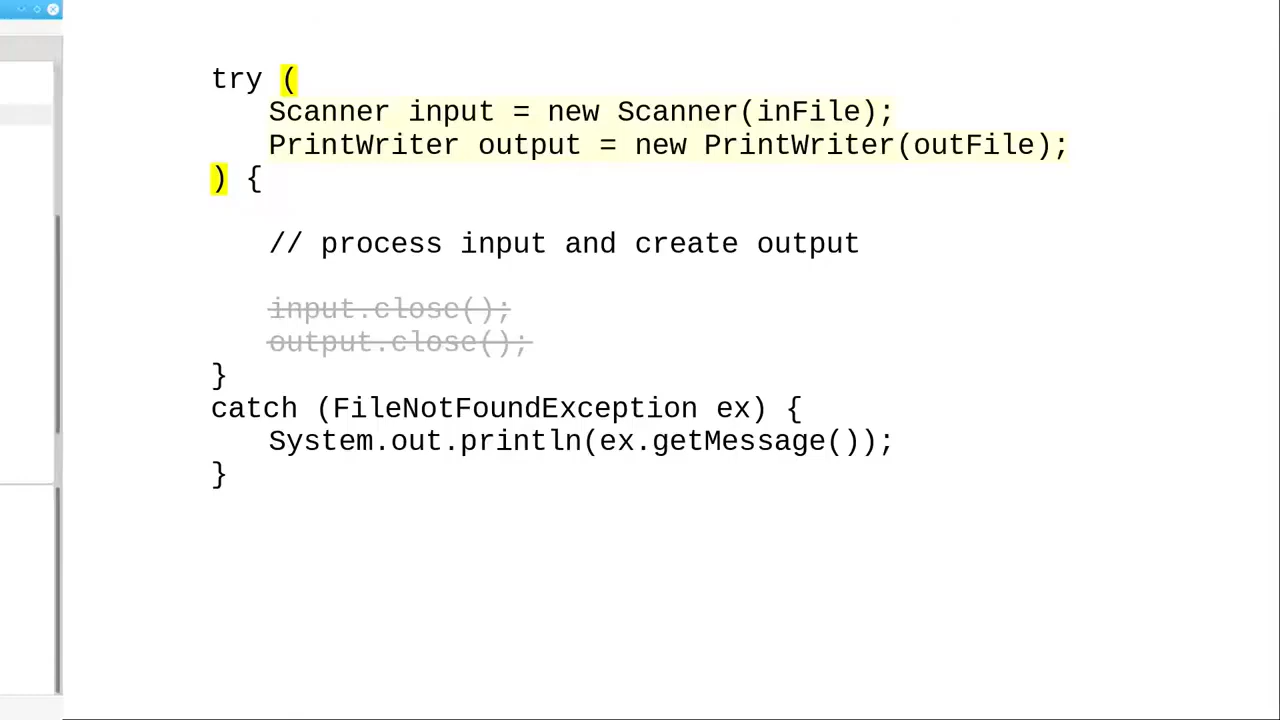 try (
Scanner input = new Scanner(inFile);
PrintWriter output = new PrintWriter(outFile);
) {
// process input and create output
input.close();
output.close();
}
catch (FileNotFoundException ex) {
System.out.println(ex.getMessage());
}